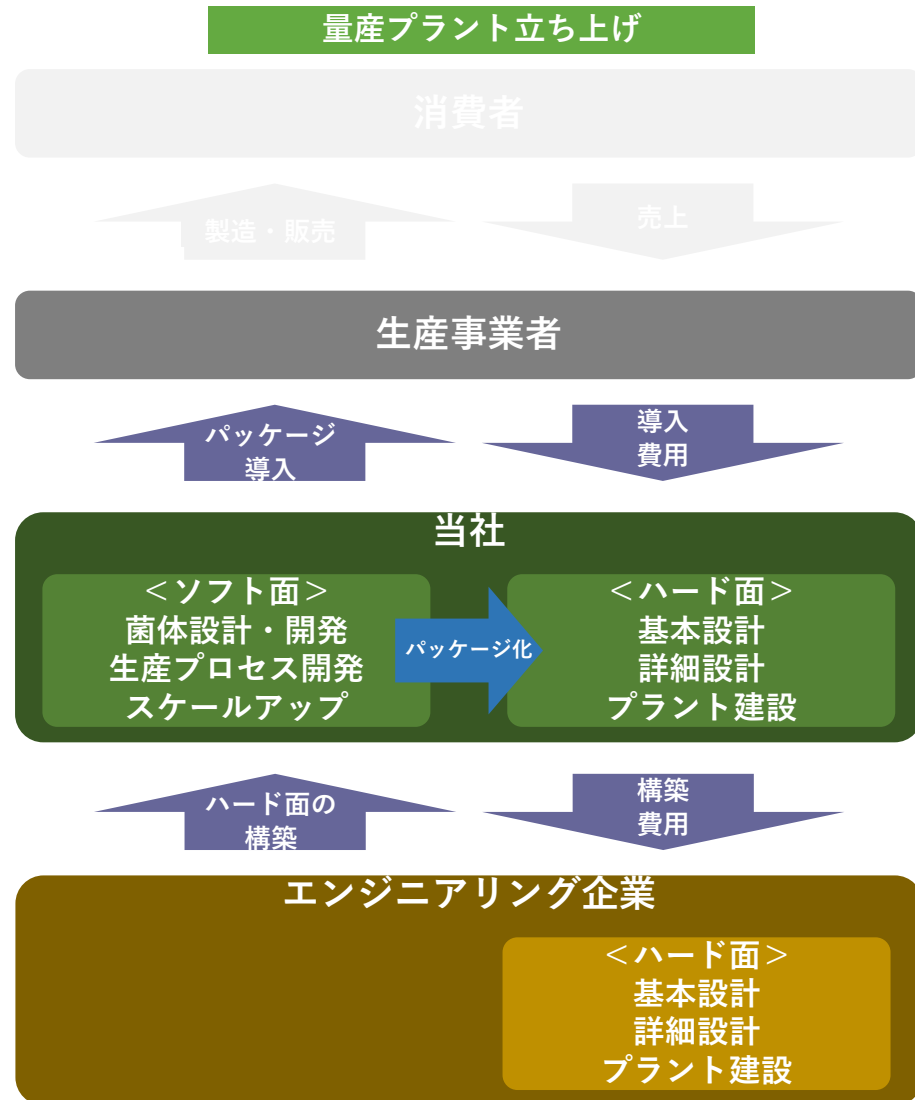 量産プラント立ち上げ
消費者
製造・販売
売上
生産事業者
パッケージ
導入
導入
費用
当社
＜ソフト面＞
菌体設計・開発
生産プロセス開発
スケールアップ
パッケージ化
＜ハード面＞
基本設計
詳細設計
プラント建設
ハード面の
構築
構築
費用
エンジニアリング企業
＜ハード面＞
基本設計
詳細設計
プラント建設